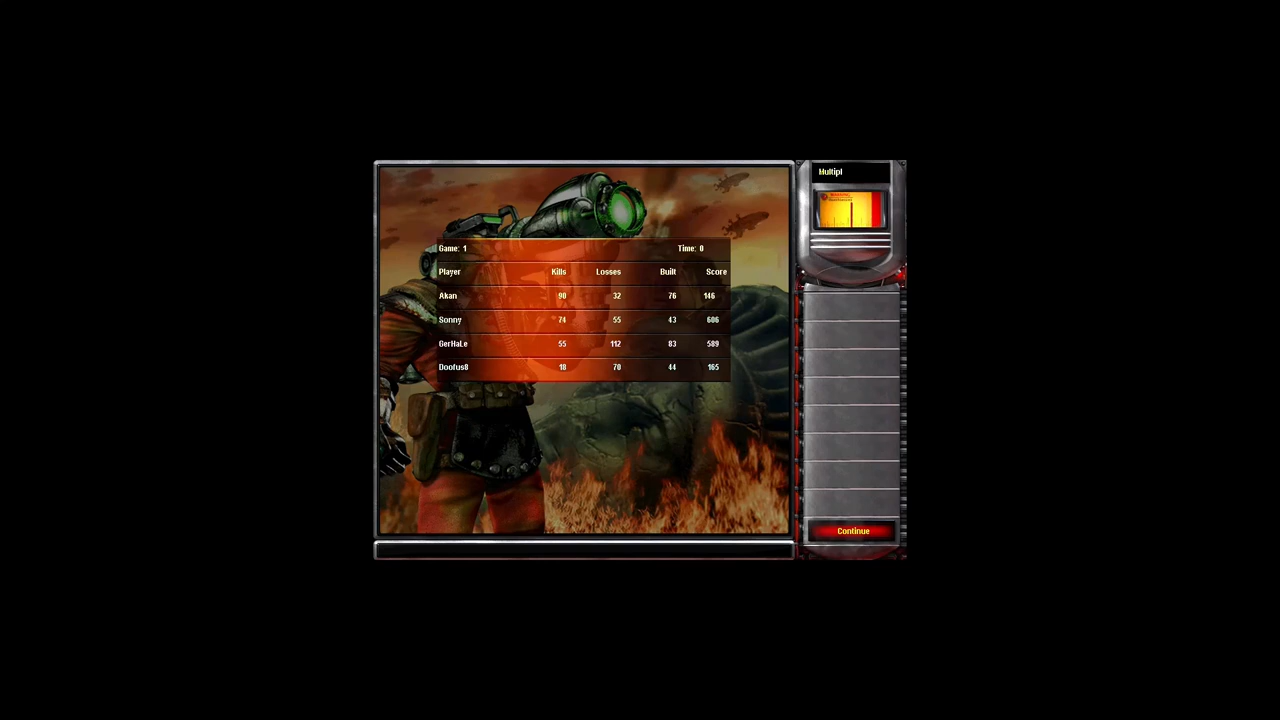 Multipl
Game: 1 Time: 0
Player Kills Losses Built Score
Akan 90 32 76 146
Sonny 74 55 43 606
GerHaLe 55 112 83 589
Doofus8 18 70 44 165
Continue